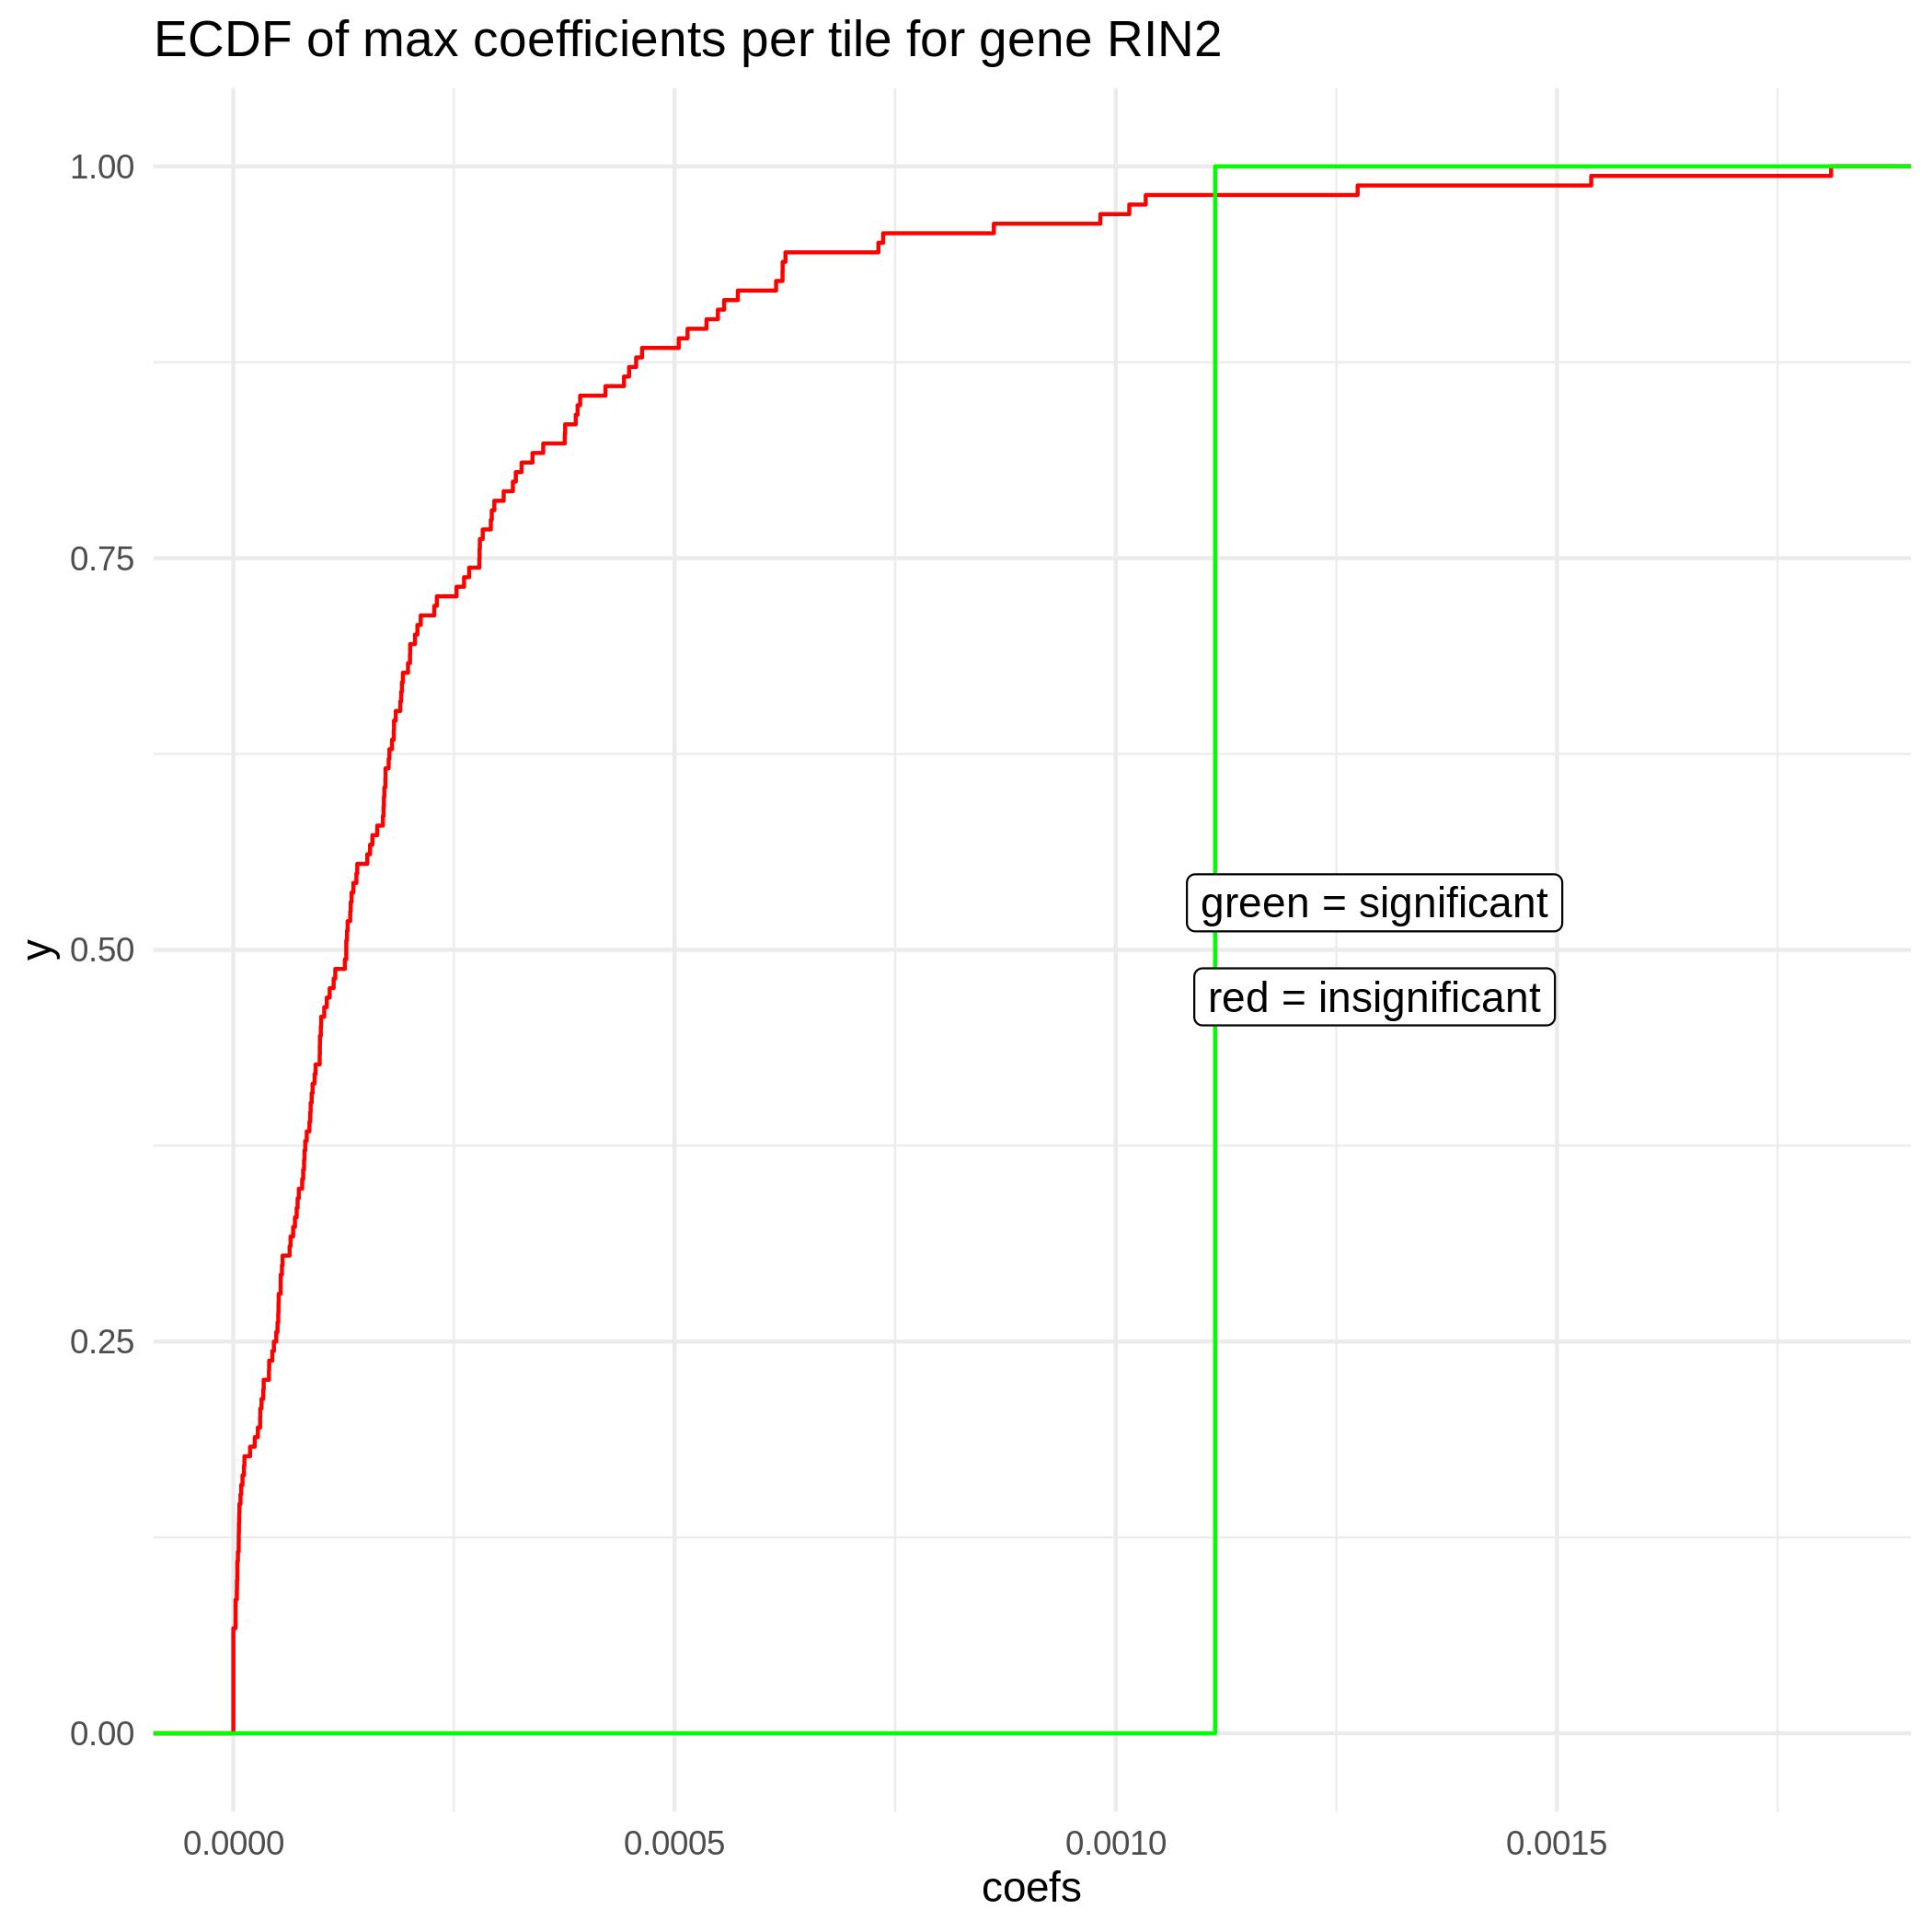 ECDF of max coefficients per tile for gene RIN2
1.00
0.75
0.50
0.25
0.00
y
green = significant
red = insignificant
0.0000 0.0005 0.0010 0.0015
coefs